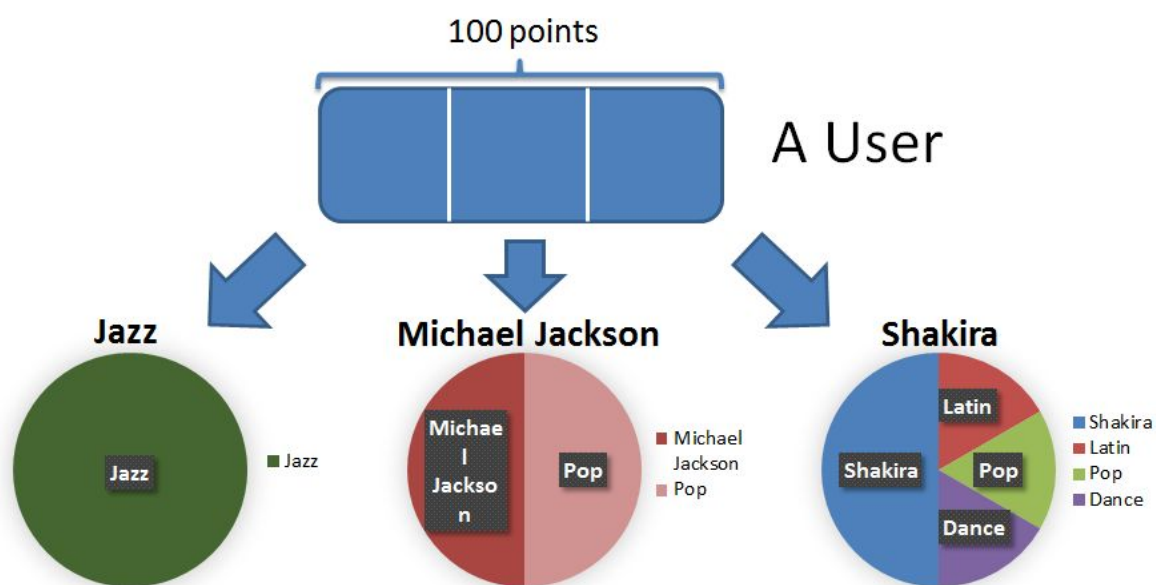 100 points
A User
Jazz
Michael Jackson
Shakira
Jazz
Jazz
Michae
l
Jackso
n
Pop
Michael
Jackson
Pop
Shakira
Latin
Pop
Dance
Shakira
Latin
Pop
Dance